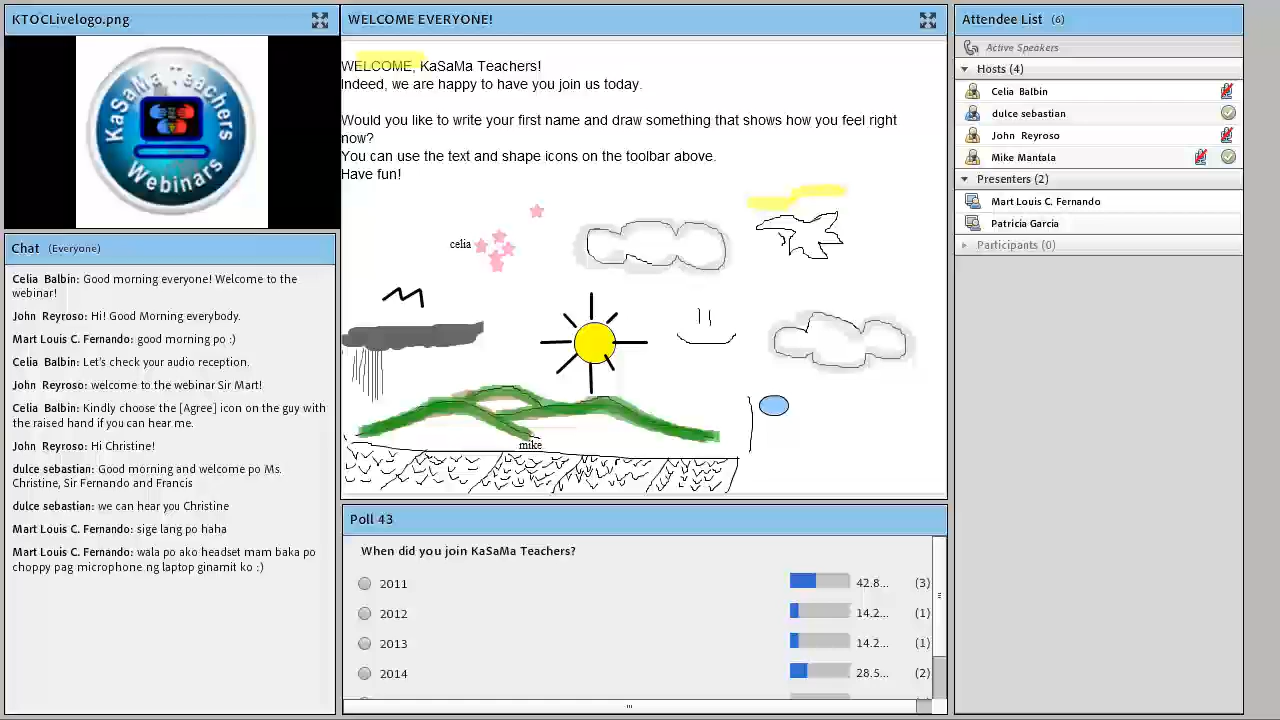 KTOCLivelogo.png
KaSaMa Teachers
Webinars
Chat (Everyone)
Celia Balbin: Good morning everyone! Welcome to the
webinar!
John Reyroso: Hi! Good Morning everybody.
Mart Louis C. Fernando: good morning po :)
Celia Balbin: Let's check your audio reception.
John Reyroso: welcome to the webinar Sir Mart!
Celia Balbin: Kindly choose the [Agree] icon on the guy with
the raised hand if you can hear me.
John Reyroso: Hi Christine!
dulce sebastian: Good morning and welcome po Ms.
Christine, Sir Fernando and Francis
dulce sebastian: we can hear you Christine
Mart Louis C. Fernando: sige lang po haha
Mart Louis C. Fernando: wala po ako headset mam baka po
choppy pag microphone ng laptop ginamit ko :)
WELCOME EVERYONE!
WELCOME, KaSaMa Teachers!
Indeed, we are happy to have you join us today.
Would you like to write your first name and draw something that shows how you feel right
now?
You can use the text and shape icons on the toolbar above.
Have fun!
celia
mike
Poll 43
When did you join KaSaMa Teachers?
2011 42.8... (3)
2012 14.2... (1)
2013 14.2... (1)
2014 28.5... (2)
Attendee List (6)
Active Speakers
Hosts (4)
Celia Balbin
dulce sebastian
John Reyroso
Mike Mantala
Presenters (2)
Mart Louis C. Fernando
Patricia Garcia
Participants (0)